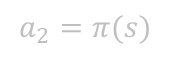 a₂ = π(s)